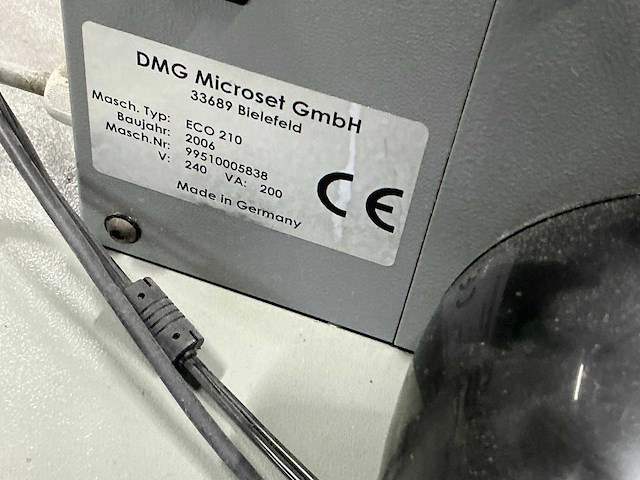 DMG Microset GmbH
33689 Bielefeld
Masch. Typ: ECO 210
Baujahr: 2006
Masch.Nr: 99510005838
V: 240 VA: 200
Made in Germany
CE